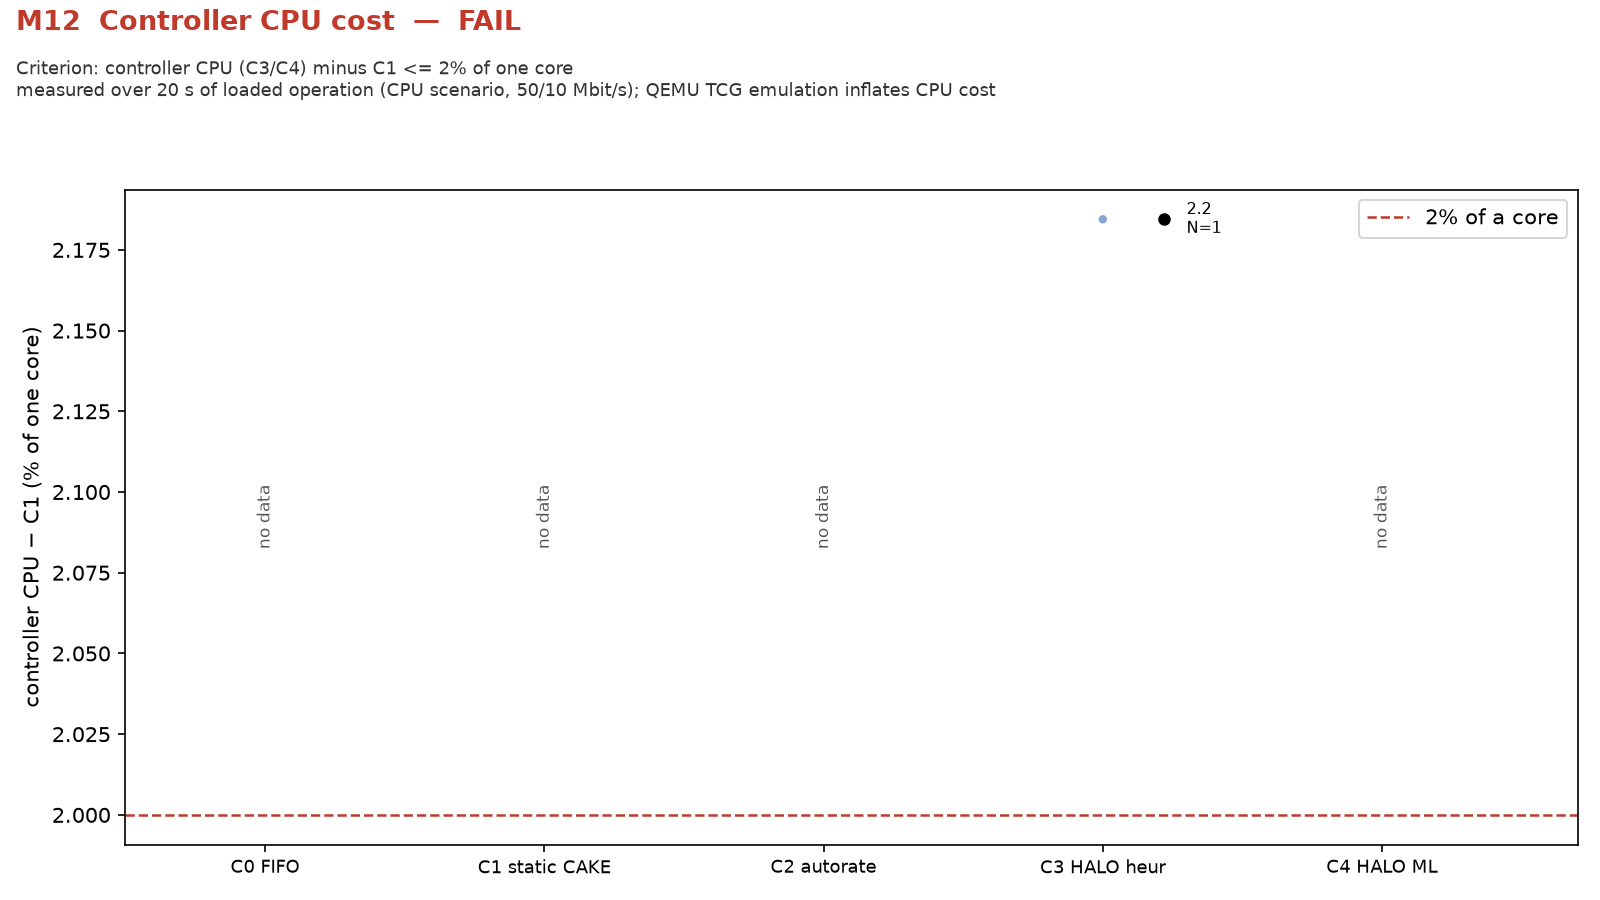 M12 Controller CPU cost — FAIL
Criterion: controller CPU (C3/C4) minus C1 <= 2% of one core
measured over 20 s of loaded operation (CPU scenario, 50/10 Mbit/s); QEMU TCG emulation inflates CPU cost
2.2
N=1
2% of a core
controller CPU − C1 (% of one core)
2.175
2.150
2.125
2.100
2.075
2.050
2.025
2.000
no data
no data
no data
no data
C0 FIFO
C1 static CAKE
C2 autorate
C3 HALO heur
C4 HALO ML